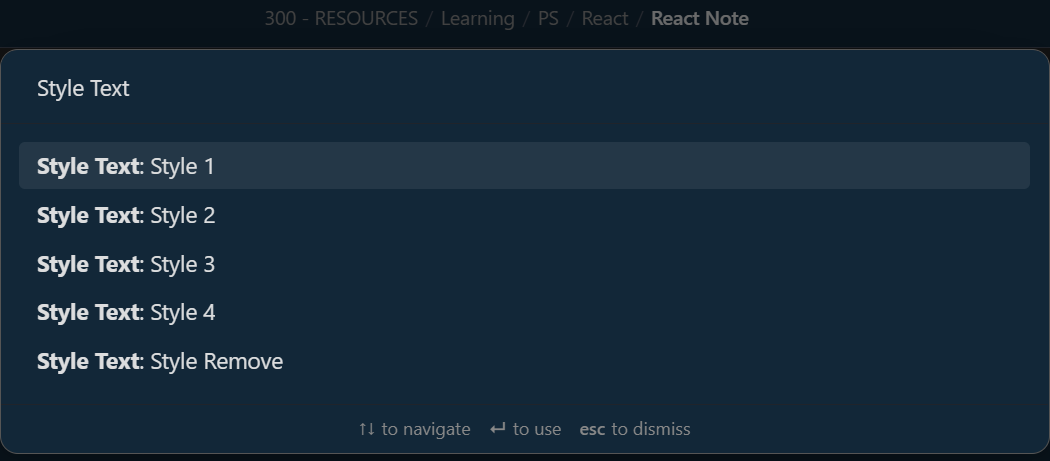 300 - RESOURCES / Learning / PS / React / React Note
Style Text
Style Text: Style 1
Style Text: Style 2
Style Text: Style 3
Style Text: Style 4
Style Text: Style Remove
↑↓ to navigate ↵ to use esc to dismiss